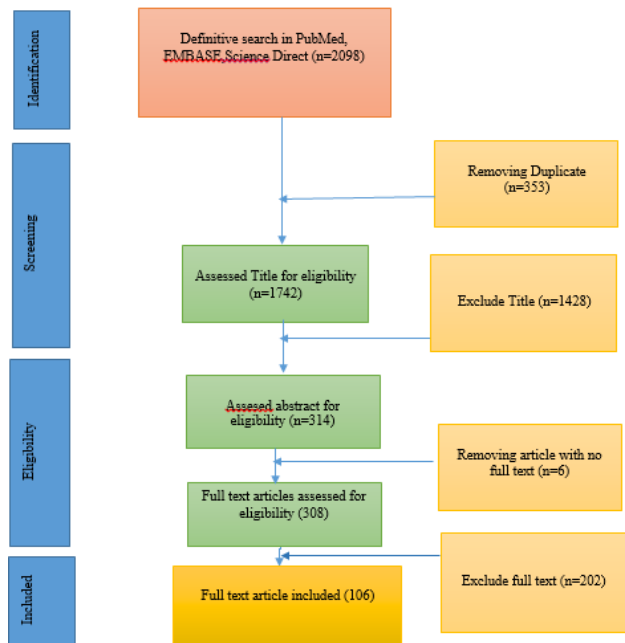 Identification
Definitive search in PubMed,
EMBASE,Science Direct (n=2098)
Removing Duplicate
(n=353)
Screening
Assessed Title for eligibility
(n=1742)
Exclude Title (n=1428)
Eligibility
Assesed abstract for
eligibility (n=314)
Removing article with no
full text (n=6)
Full text articles assessed for
eligibility (308)
Included
Full text article included (106)
Exclude full text (n=202)